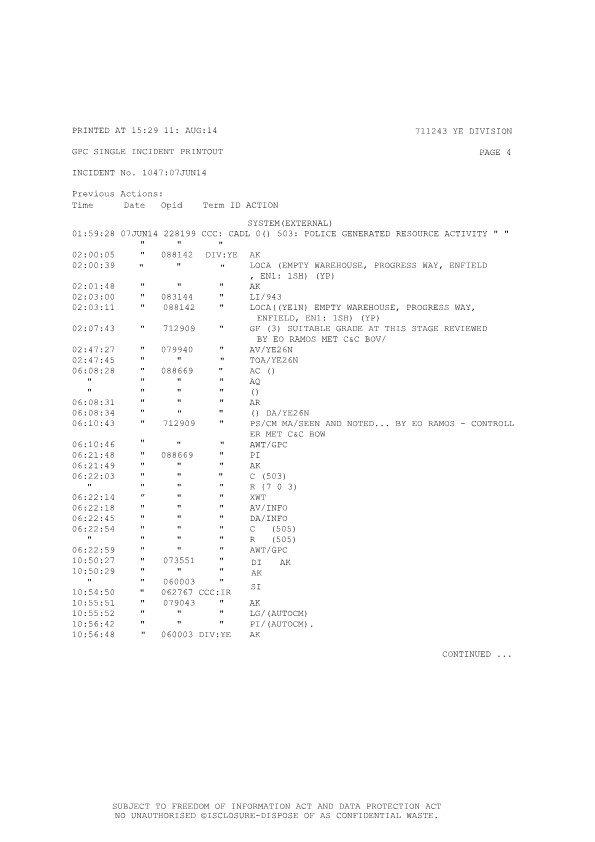 PRINTED AT 15:29 11: AUG:14 711243 YE DIVISION
GPC SINGLE INCIDENT PRINTOUT PAGE 4
INCIDENT No. 1047:07JUN14
Previous Actions:
Time Date Opid Term ID ACTION
SYSTEM(EXTERNAL)
01:59:28 07JUN14 228199 CCC: CADL 0() 503: POLICE GENERATED RESOURCE ACTIVITY " "
" " "
02:00:05 " 088142 DIV:YE AK
02:00:39 " " " LOCA (EMPTY WAREHOUSE, PROGRESS WAY, ENFIELD
, EN1: 1SH) (YP)
02:01:48 " " " AK
02:03:00 " 083144 " LI/943
02:03:11 " 088142 " LOCA((YE1N) EMPTY WAREHOUSE, PROGRESS WAY,
ENFIELD, EN1: 1SH) (YP)
02:07:43 " 712909 " GF (3) SUITABLE GRADE AT THIS STAGE REVIEWED
BY EO RAMOS MET C&C BOV/
02:47:27 " 079940 " AV/YE26N
02:47:45 " " " TOA/YE26N
06:08:28 " 088669 " AC ()
" " " " AQ
" " " " ()
06:08:31 " " " AR
06:08:34 " " " () DA/YE26N
06:10:43 " 712909 " PS/CM MA/SEEN AND NOTED... BY EO RAMOS - CONTROLL
ER MET C&C BOW
06:10:46 " " " AWT/GPC
06:21:48 " 088669 " PI
06:21:49 " " " AK
06:22:03 " " " C (503)
" " " " R {7 0 3)
06:22:14 " " " XWT
06:22:18 " " " AV/INFO
06:22:45 " " " DA/INFO
06:22:54 " " " C (505)
" " " " R (505)
06:22:59 " " " AWT/GPC
10:50:27 " 073551 " DI AK
10:50:29 " " " AK
" " 060003 " SI
10:54:50 " 062767 CCC:IR
10:55:51 " 079043 " AK
10:55:52 " " " LG/(AUTOCM)
10:56:42 " " " PI/(AUTOCM).
10:56:48 " 060003 DIV:YE AK
CONTINUED ...
SUBJECT TO FREEDOM OF INFORMATION ACT AND DATA PROTECTION ACT
NO UNAUTHORISED ©ISCLOSURE-DISPOSE OF AS CONFIDENTIAL WASTE.